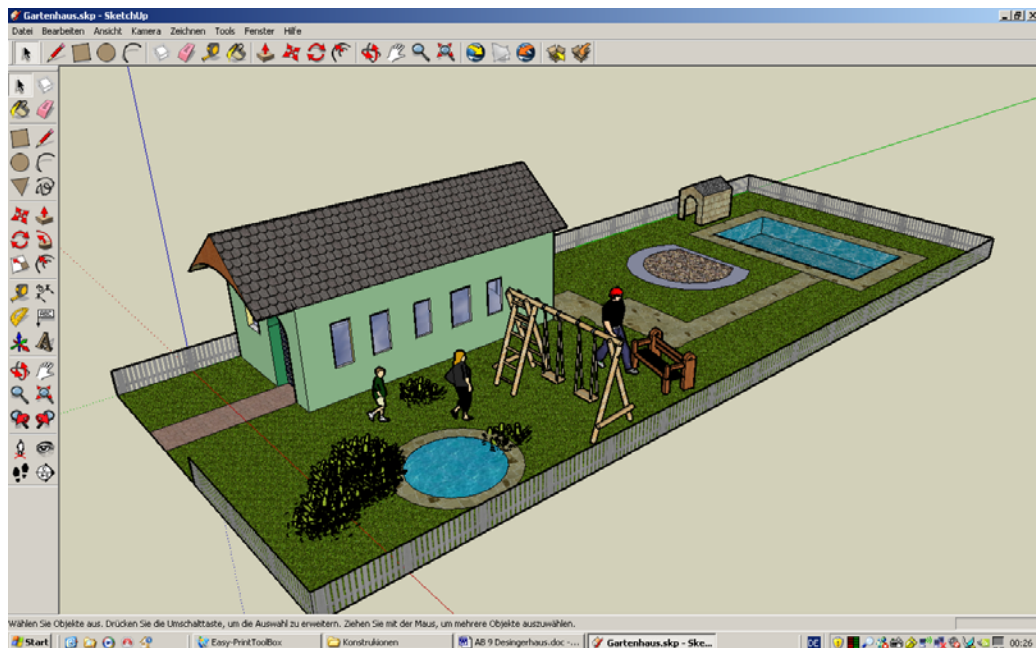 Gartenhaus.skp - SketchUp
Datei Bearbeiten Ansicht Kamera Zeichnen Tools Fenster Hilfe
ABC
Wählen Sie Objekte aus. Drücken Sie die Umschalttaste, um die Auswahl zu erweitern. Ziehen Sie mit der Maus, um mehrere Objekte auszuwählen.
Start Easy-PrintToolBox Konstrukionen AB 9 Desingerhaus.doc -... Gartenhaus.skp - Ske... DE 00:26